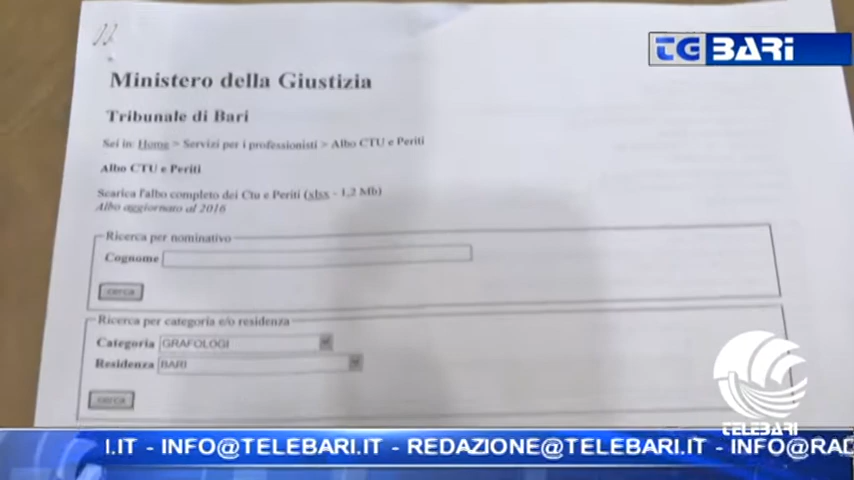 TG BARI
Ministero della Giustizia
Tribunale di Bari
Sei in: Home > Servizi per i professionisti > Albo CTU e Periti
Albo CTU e Periti
Scarica l'albo completo dei Ctu e Periti (xlsx - 1,2 Mb)
Albo aggiornato al 2016
Ricerca per nominativo
Cognome
cerca
Ricerca per categoria e/o residenza
Categoria GRAFOLOGI
Residenza BARI
cerca
TELEBARI
I.IT - INFO@TELEBARI.IT - REDAZIONE@TELEBARI.IT - INFO@RAD